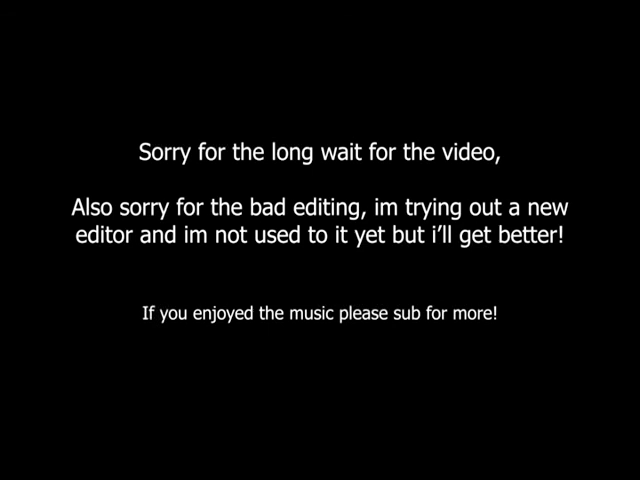 Sorry for the long wait for the video,
Also sorry for the bad editing, im trying out a new
editor and im not used to it yet but i’ll get better!
If you enjoyed the music please sub for more!